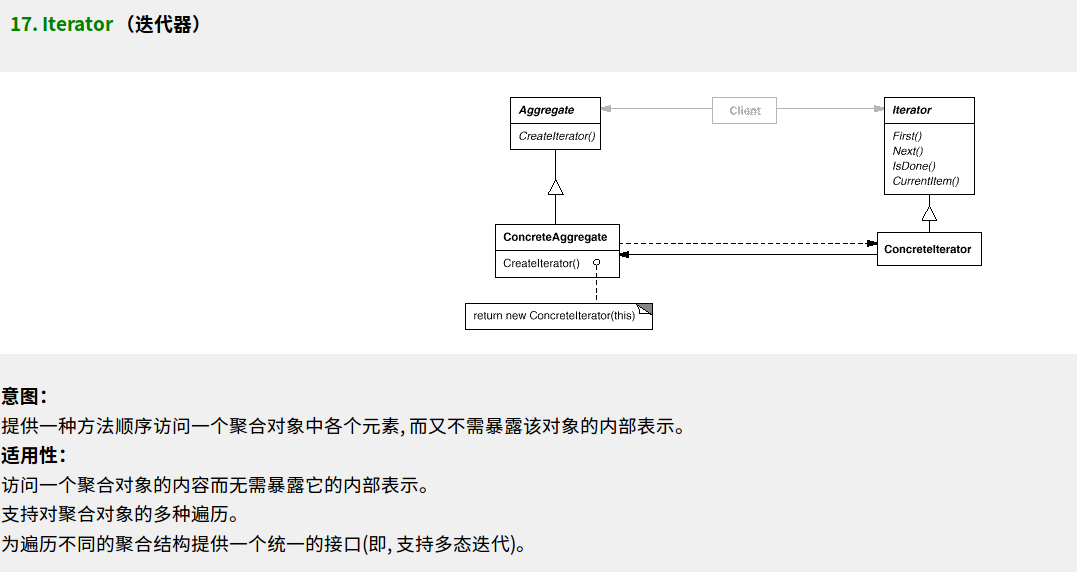 17. Iterator（迭代器）
Aggregate
CreateIterator()
Client
Iterator
First()
Next()
IsDone()
CurrentItem()
ConcreteAggregate
CreateIterator()
ConcreteIterator
return new ConcreteIterator(this)
意图：
提供一种方法顺序访问一个聚合对象中各个元素, 而又不需暴露该对象的内部表示。
适用性：
访问一个聚合对象的内容而无需暴露它的内部表示。
支持对聚合对象的多种遍历。
为遍历不同的聚合结构提供一个统一的接口(即, 支持多态迭代)。